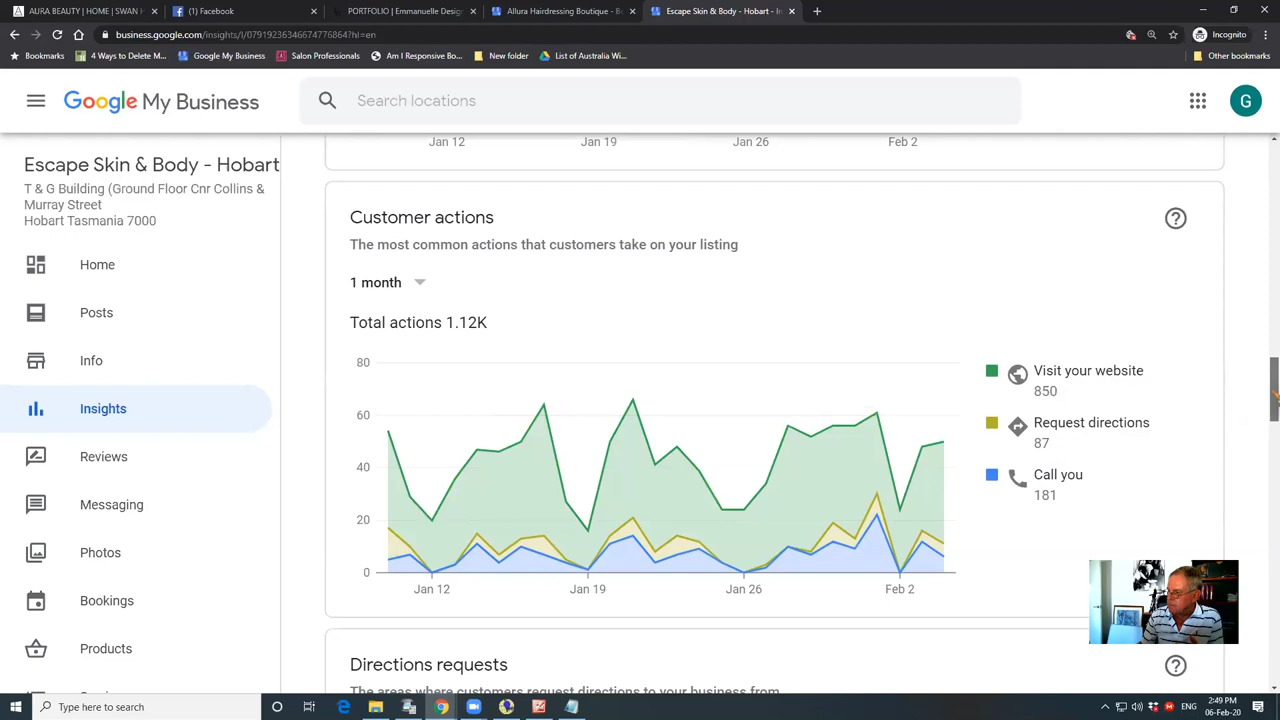 AURA BEAUTY | HOME | SWAN H
Facebook
PORTFOLIO | Emmanuelle Design
Allura Hairdressing Boutique - Bo
Escape Skin & Body - Hobart - In
business.google.com/insights/l/07919236346674776864?hl=en
Incognito
Bookmarks
4 Ways to Delete M...
Google My Business
Salon Professionals
Am I Responsive Fo...
New folder
List of Australia Wi...
Other bookmarks
Google My Business
Search locations
G
Escape Skin & Body - Hobart
T & G Building (Ground Floor Cnr Collins &
Murray Street
Hobart Tasmania 7000
Home
Posts
Info
Insights
Reviews
Messaging
Photos
Bookings
Products
Jan 12 Jan 19 Jan 26 Feb 2
Customer actions
The most common actions that customers take on your listing
1 month
Total actions 1.12K
80
60
40
20
0
Jan 12 Jan 19 Jan 26 Feb 2
Visit your website
850
Request directions
87
Call you
181
Directions requests
The areas where customers request directions to your business from
Type here to search
ENG
2:49 PM
06-Feb-20